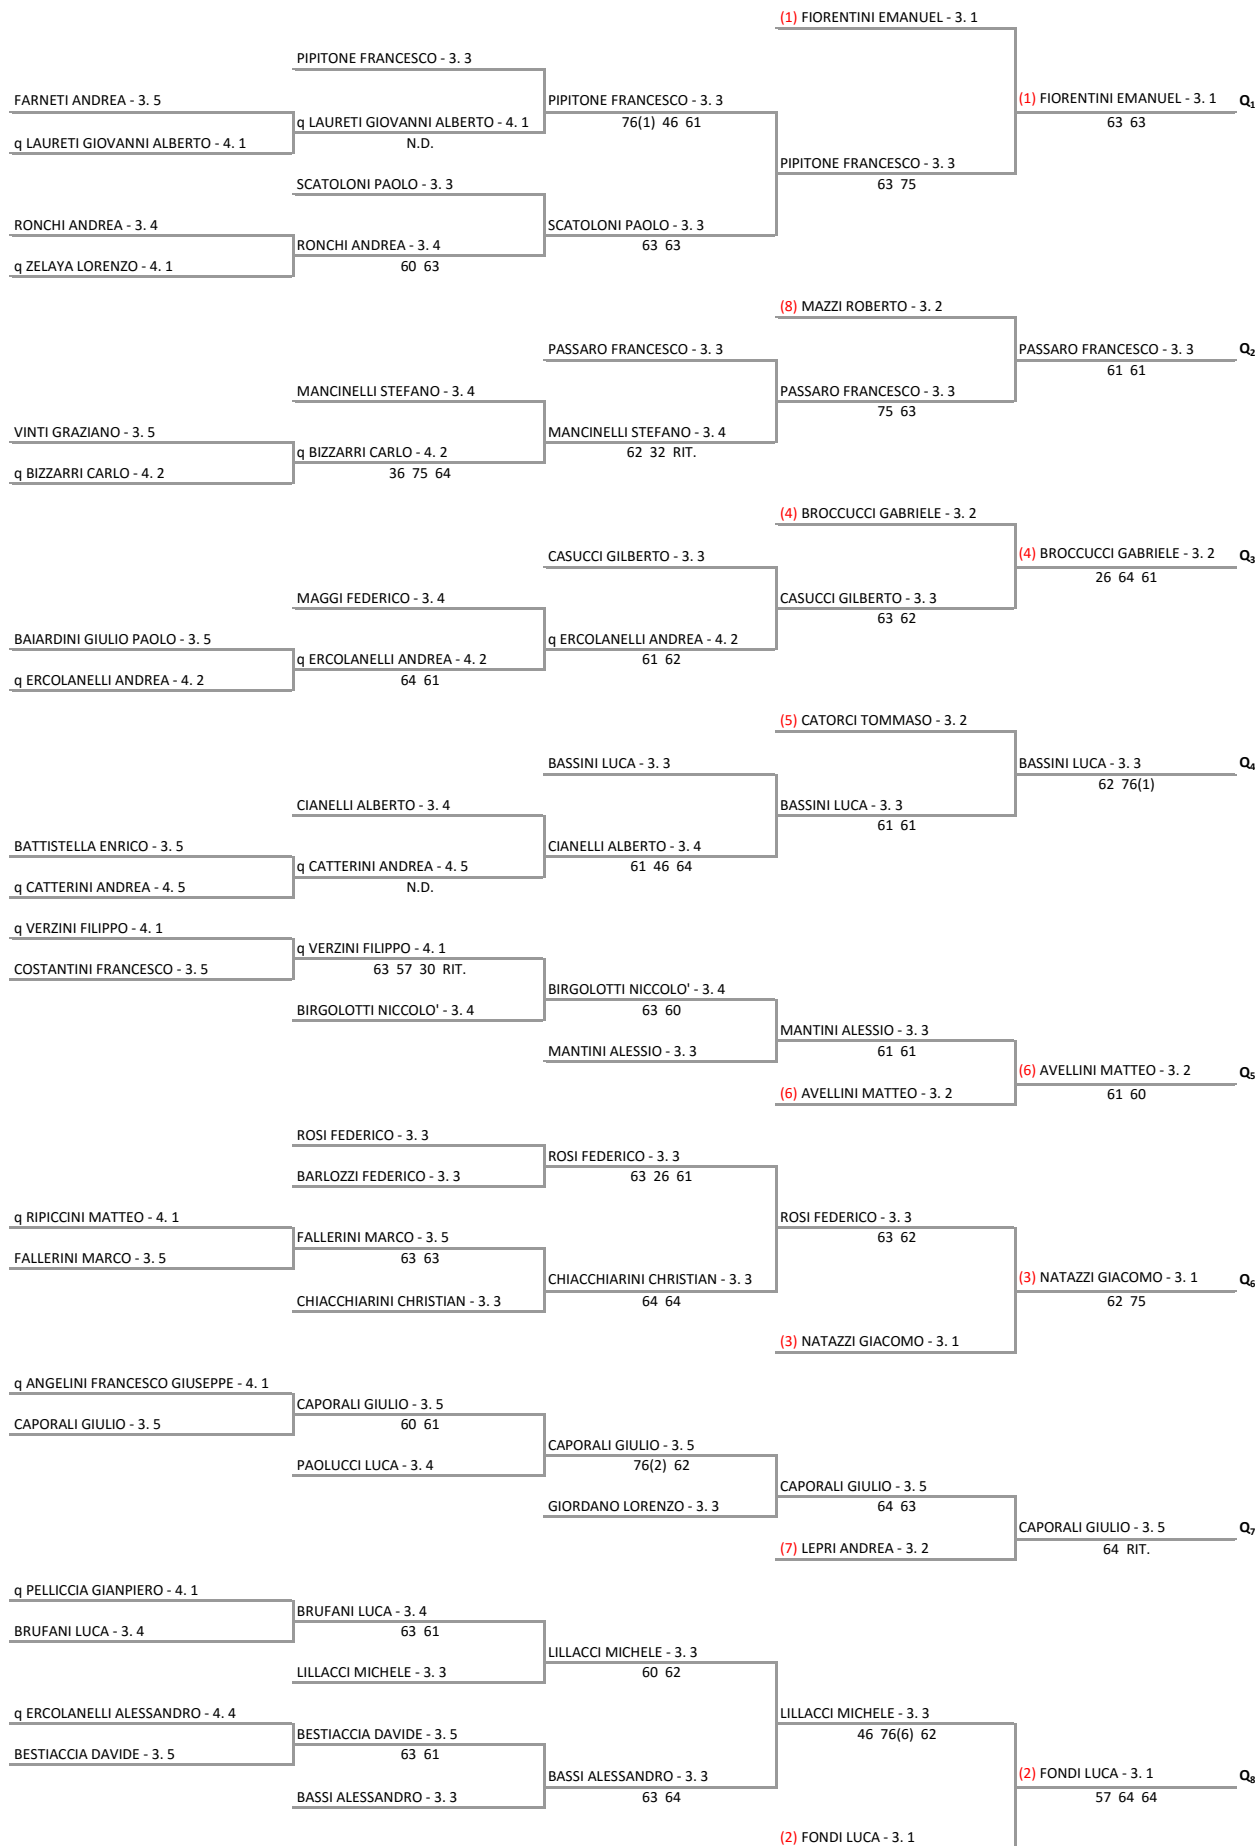 (1) FIORENTINI EMANUEL - 3. 1
PIPITONE FRANCESCO - 3. 3
FARNETI ANDREA - 3. 5
PIPITONE FRANCESCO - 3. 3
(1) FIORENTINI EMANUEL - 3. 1
Q1
q LAURETI GIOVANNI ALBERTO - 4. 1
76(1) 46 61
63 63
q LAURETI GIOVANNI ALBERTO - 4. 1
N.D.
PIPITONE FRANCESCO - 3. 3
SCATOLONI PAOLO - 3. 3
63 75
RONCHI ANDREA - 3. 4
SCATOLONI PAOLO - 3. 3
RONCHI ANDREA - 3. 4
63 63
q ZELAYA LORENZO - 4. 1
60 63
(8) MAZZI ROBERTO - 3. 2
PASSARO FRANCESCO - 3. 3
PASSARO FRANCESCO - 3. 3
Q2
61 61
MANCINELLI STEFANO - 3. 4
PASSARO FRANCESCO - 3. 3
75 63
VINTI GRAZIANO - 3. 5
MANCINELLI STEFANO - 3. 4
q BIZZARRI CARLO - 4. 2
62 32 RIT.
q BIZZARRI CARLO - 4. 2
36 75 64
(4) BROCCUCCI GABRIELE - 3. 2
CASUCCI GILBERTO - 3. 3
(4) BROCCUCCI GABRIELE - 3. 2
Q3
26 64 61
MAGGI FEDERICO - 3. 4
CASUCCI GILBERTO - 3. 3
63 62
BAIARDINI GIULIO PAOLO - 3. 5
q ERCOLANELLI ANDREA - 4. 2
q ERCOLANELLI ANDREA - 4. 2
61 62
q ERCOLANELLI ANDREA - 4. 2
64 61
(5) CATORCI TOMMASO - 3. 2
BASSINI LUCA - 3. 3
BASSINI LUCA - 3. 3
Q4
62 76(1)
CIANELLI ALBERTO - 3. 4
BASSINI LUCA - 3. 3
61 61
BATTISTELLA ENRICO - 3. 5
CIANELLI ALBERTO - 3. 4
q CATTERINI ANDREA - 4. 5
61 46 64
q CATTERINI ANDREA - 4. 5
N.D.
q VERZINI FILIPPO - 4. 1
q VERZINI FILIPPO - 4. 1
COSTANTINI FRANCESCO - 3. 5
63 57 30 RIT.
BIRGOLOTTI NICCOLO' - 3. 4
BIRGOLOTTI NICCOLO' - 3. 4
63 60
MANTINI ALESSIO - 3. 3
MANTINI ALESSIO - 3. 3
61 61
(6) AVELLINI MATTEO - 3. 2
Q5
(6) AVELLINI MATTEO - 3. 2
61 60
ROSI FEDERICO - 3. 3
ROSI FEDERICO - 3. 3
BARLOZZI FEDERICO - 3. 3
63 26 61
q RIPICCINI MATTEO - 4. 1
ROSI FEDERICO - 3. 3
FALLERINI MARCO - 3. 5
63 62
FALLERINI MARCO - 3. 5
63 63
CHIACCHIARINI CHRISTIAN - 3. 3
(3) NATAZZI GIACOMO - 3. 1
Q6
CHIACCHIARINI CHRISTIAN - 3. 3
64 64
62 75
(3) NATAZZI GIACOMO - 3. 1
q ANGELINI FRANCESCO GIUSEPPE - 4. 1
CAPORALI GIULIO - 3. 5
CAPORALI GIULIO - 3. 5
60 61
CAPORALI GIULIO - 3. 5
PAOLUCCI LUCA - 3. 4
76(2) 62
CAPORALI GIULIO - 3. 5
GIORDANO LORENZO - 3. 3
64 63
CAPORALI GIULIO - 3. 5
Q7
(7) LEPRI ANDREA - 3. 2
64 RIT.
q PELLICCIA GIANPIERO - 4. 1
BRUFANI LUCA - 3. 4
BRUFANI LUCA - 3. 4
63 61
LILLACCI MICHELE - 3. 3
LILLACCI MICHELE - 3. 3
60 62
q ERCOLANELLI ALESSANDRO - 4. 4
LILLACCI MICHELE - 3. 3
BESTIACCIA DAVIDE - 3. 5
46 76(6) 62
BESTIACCIA DAVIDE - 3. 5
63 61
BASSI ALESSANDRO - 3. 3
(2) FONDI LUCA - 3. 1
Q8
BASSI ALESSANDRO - 3. 3
63 64
57 64 64
(2) FONDI LUCA - 3. 1